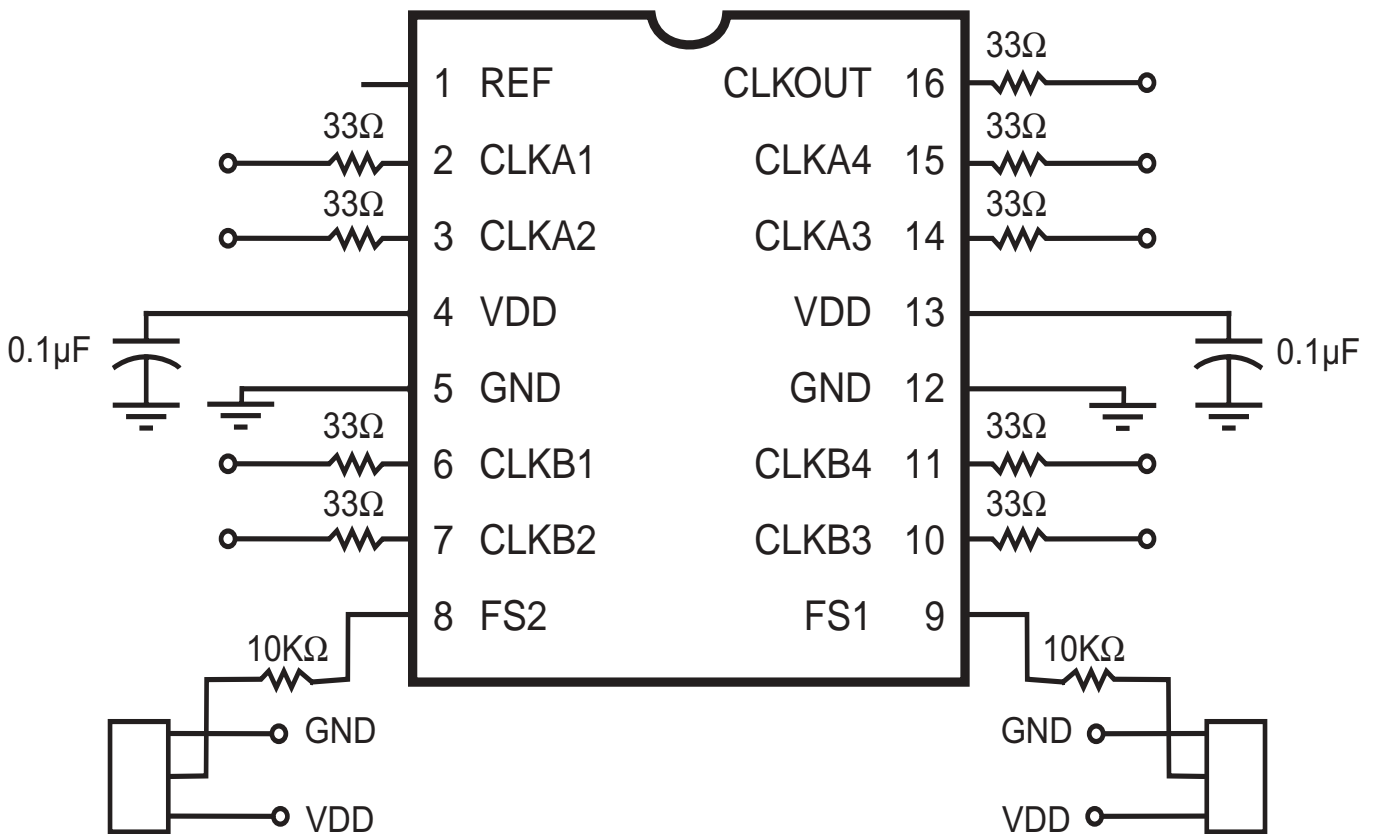 33Ω
1 REF CLKOUT 16
33Ω 33Ω
2 CLKA1 CLKA4 15
33Ω 33Ω
3 CLKA2 CLKA3 14
4 VDD VDD 13
0.1µF 0.1µF
5 GND GND 12
33Ω 33Ω
6 CLKB1 CLKB4 11
33Ω 33Ω
7 CLKB2 CLKB3 10
8 FS2 FS1 9
10KΩ 10KΩ
GND GND
VDD VDD